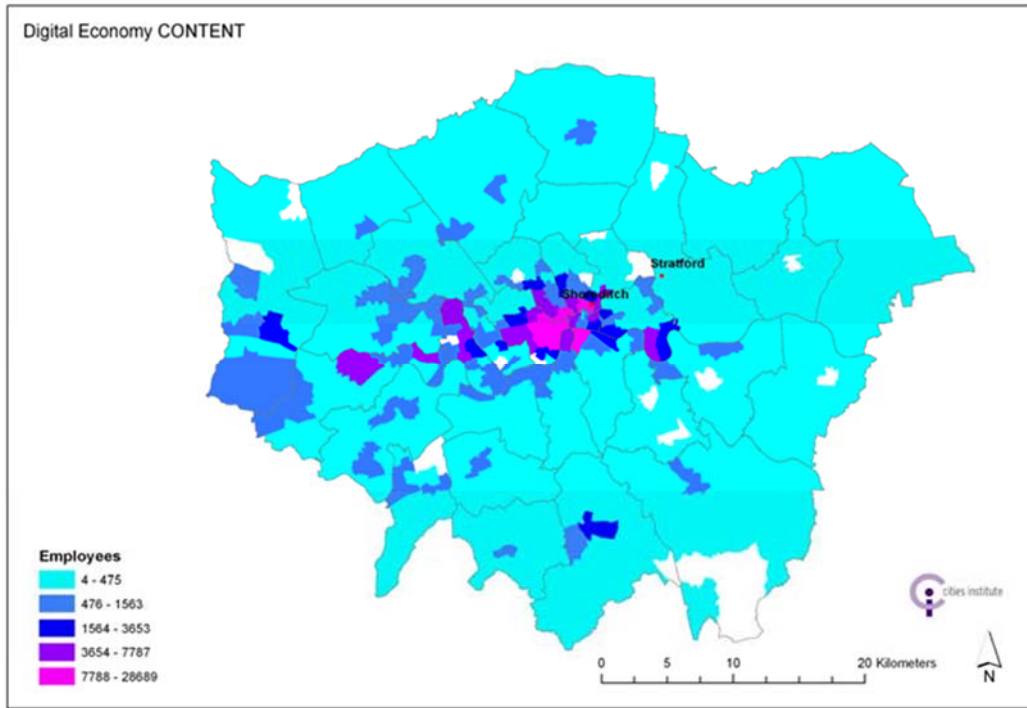 Digital Economy CONTENT
Stratford
Shoreditch
Employees
4 - 475
476 - 1563
1564 - 3653
3654 - 7787
7788 - 28689
cities institute
0 5 10 20 Kilometers
N